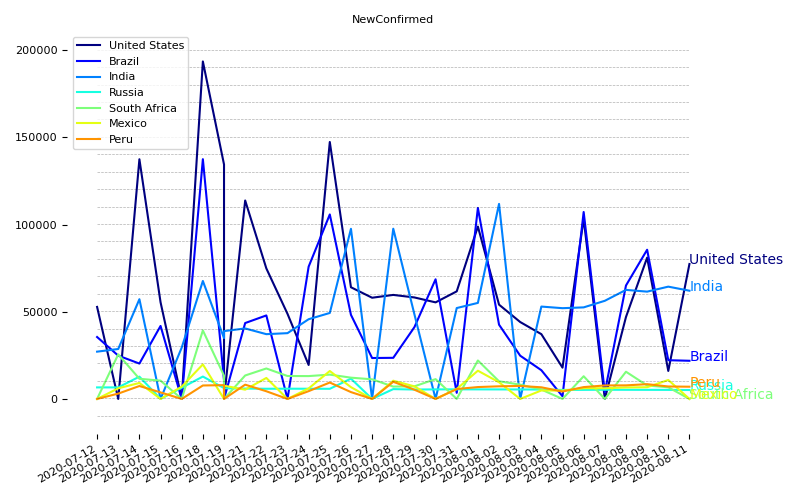 NewConfirmed
United States
Brazil
India
Russia
South Africa
Mexico
Peru
200000
150000
100000
50000
0
United States
India
Brazil
Peru
Russia
South Africa
Mexico
2020-07-12
2020-07-13
2020-07-14
2020-07-15
2020-07-16
2020-07-18
2020-07-19
2020-07-21
2020-07-22
2020-07-23
2020-07-24
2020-07-25
2020-07-26
2020-07-27
2020-07-28
2020-07-29
2020-07-30
2020-07-31
2020-08-01
2020-08-02
2020-08-03
2020-08-04
2020-08-05
2020-08-06
2020-08-07
2020-08-08
2020-08-09
2020-08-10
2020-08-11